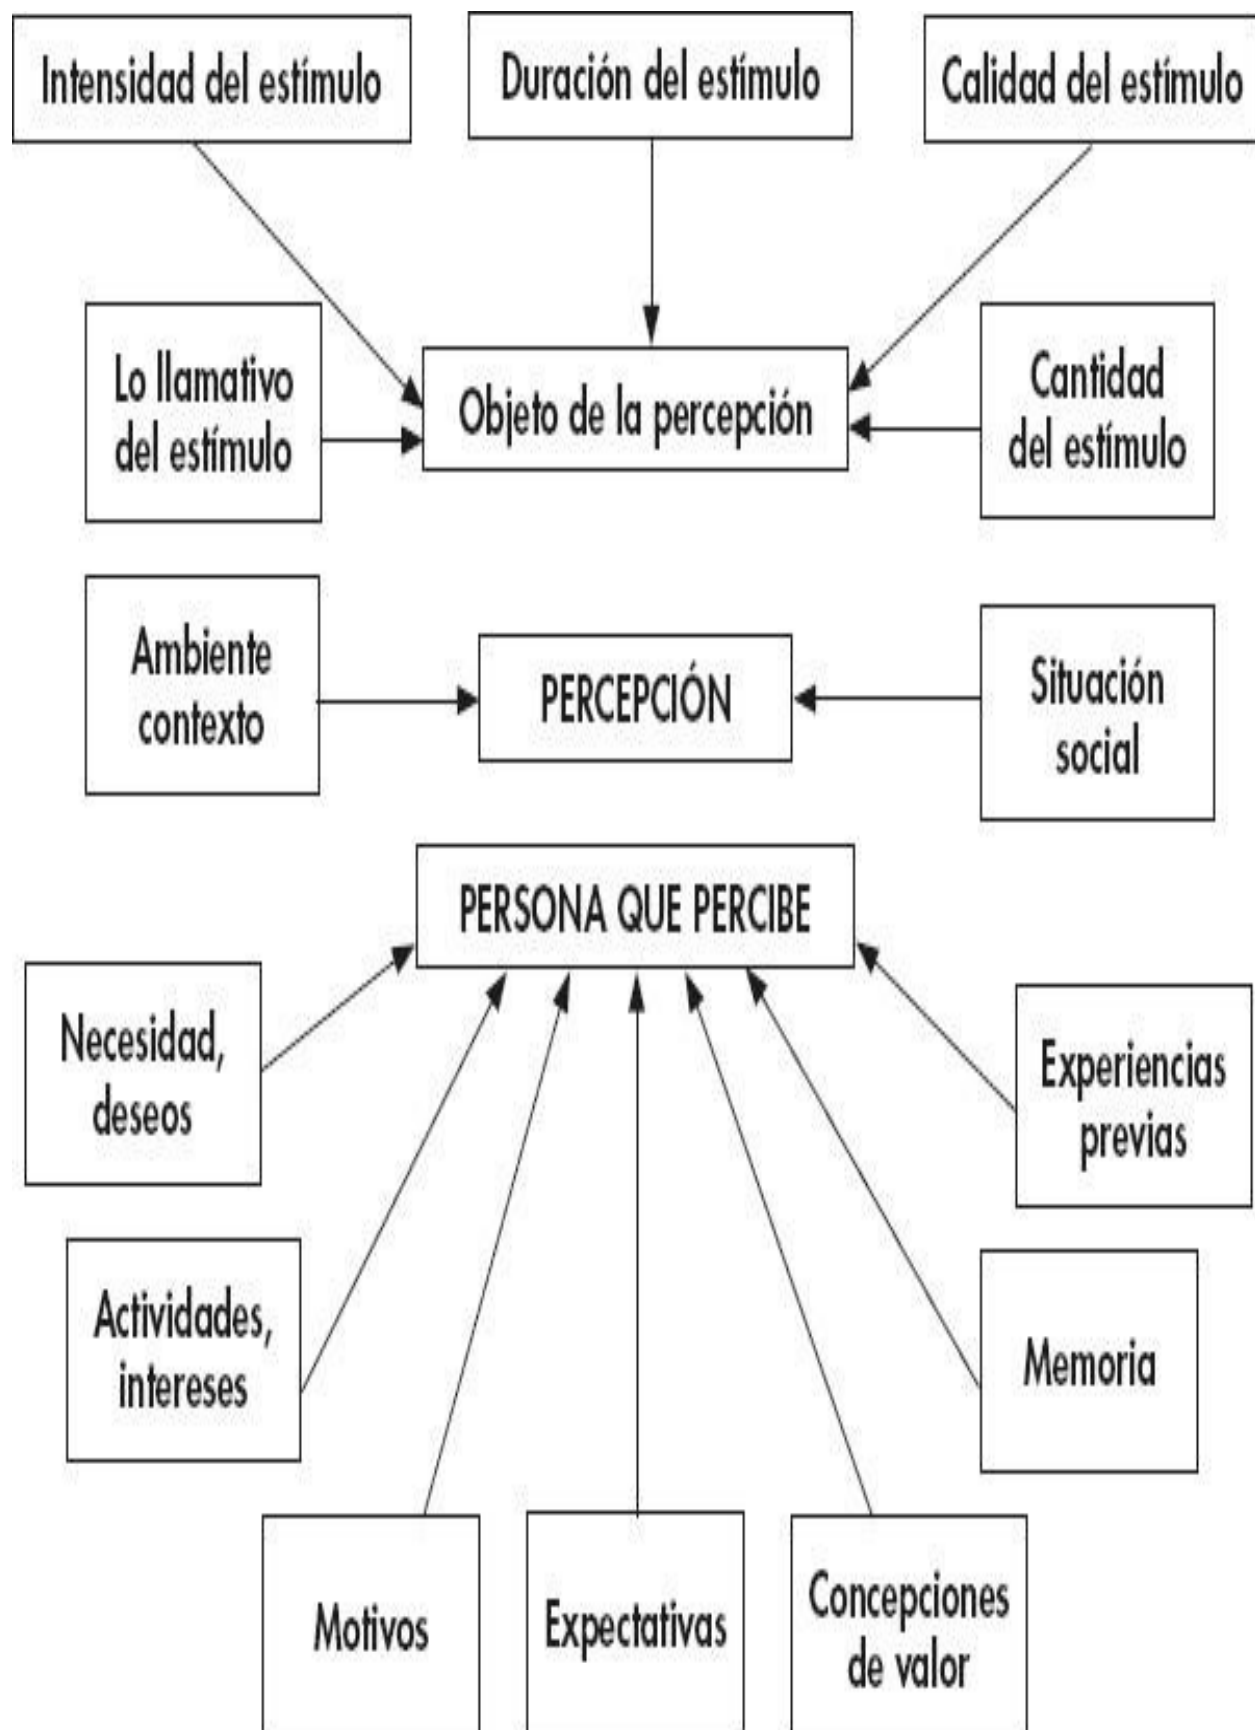 Intensidad del estímulo
Duración del estímulo
Calidad del estímulo
Lo llamativo
del estímulo
Objeto de la percepción
Cantidad
del estímulo
Ambiente
contexto
PERCEPCIÓN
Situación
social
PERSONA QUE PERCIBE
Necesidad,
deseos
Experiencias
previas
Actividades,
intereses
Memoria
Motivos
Expectativas
Concepciones
de valor